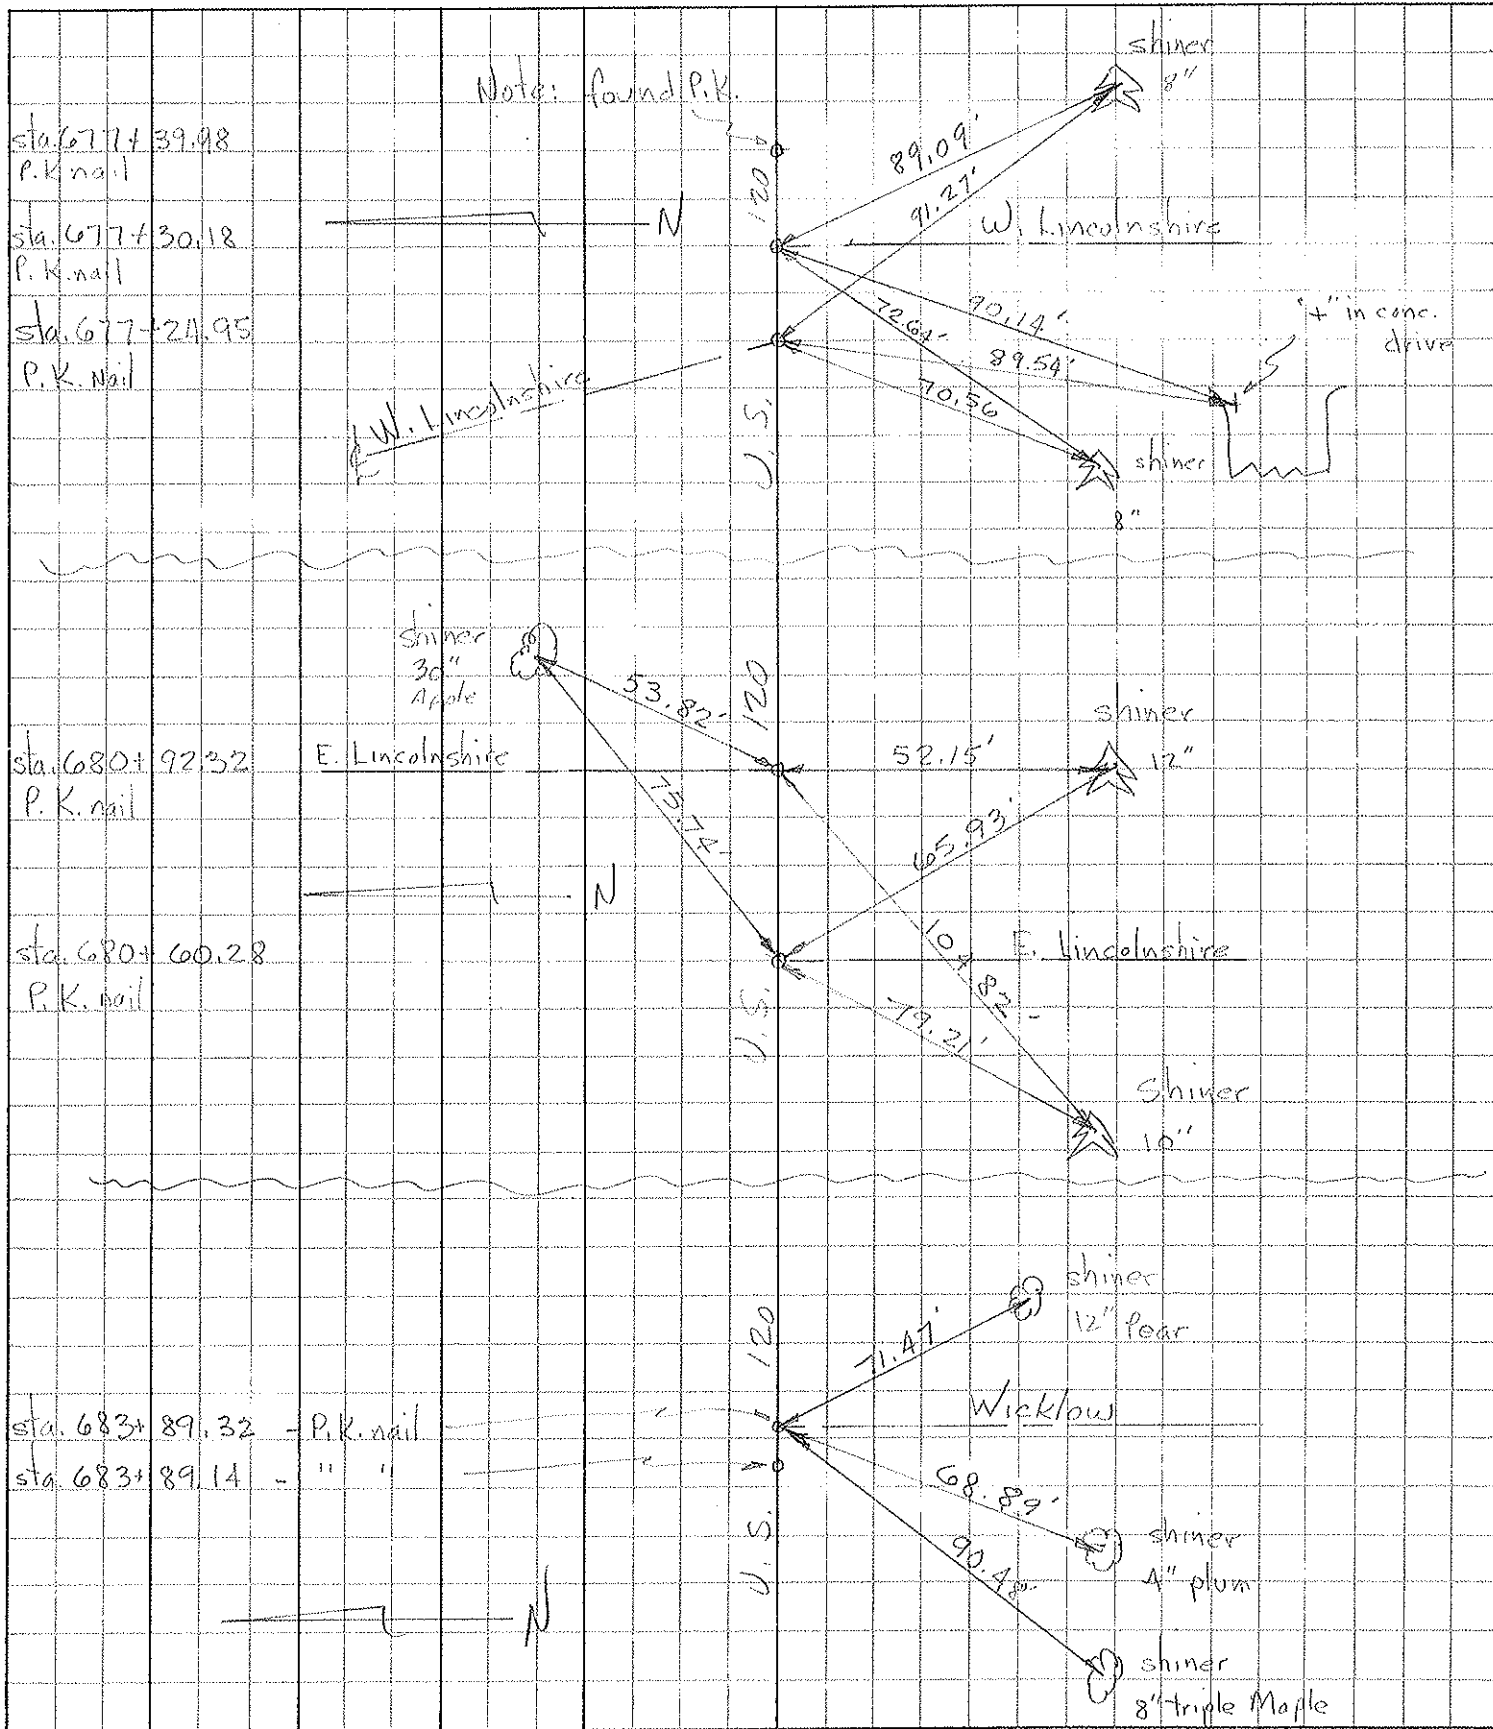 shiner
8"
Note: found P.K.
sta. 677+39.98
P.K. nail
89.09'
120
91.27'
N
W. Lincolnshire
sta. 677+30.18
P.K. nail
90.14'
72.64'
"+" in conc.
drive
sta. 677+24.95
P.K. Nail
89.54'
70.56
W. Lincolnshire
U.S.
shiner
8"
shiner
30"
Apple
53.82'
120
shiner
12"
52.15'
sta. 680+92.32
P.K. nail
E. Lincolnshire
75.74'
65.93'
N
sta. 680+60.28
P.K. nail
E. Lincolnshire
104.82'
79.21'
U.S.
Shiner
10"
shiner
12" Pear
120
71.47'
sta. 683+89.32 - P.K. nail
Wicklow
sta. 683+89.14 - " "
68.89'
U.S.
shiner
4" plum
90.48'
N
shiner
8" triple Maple